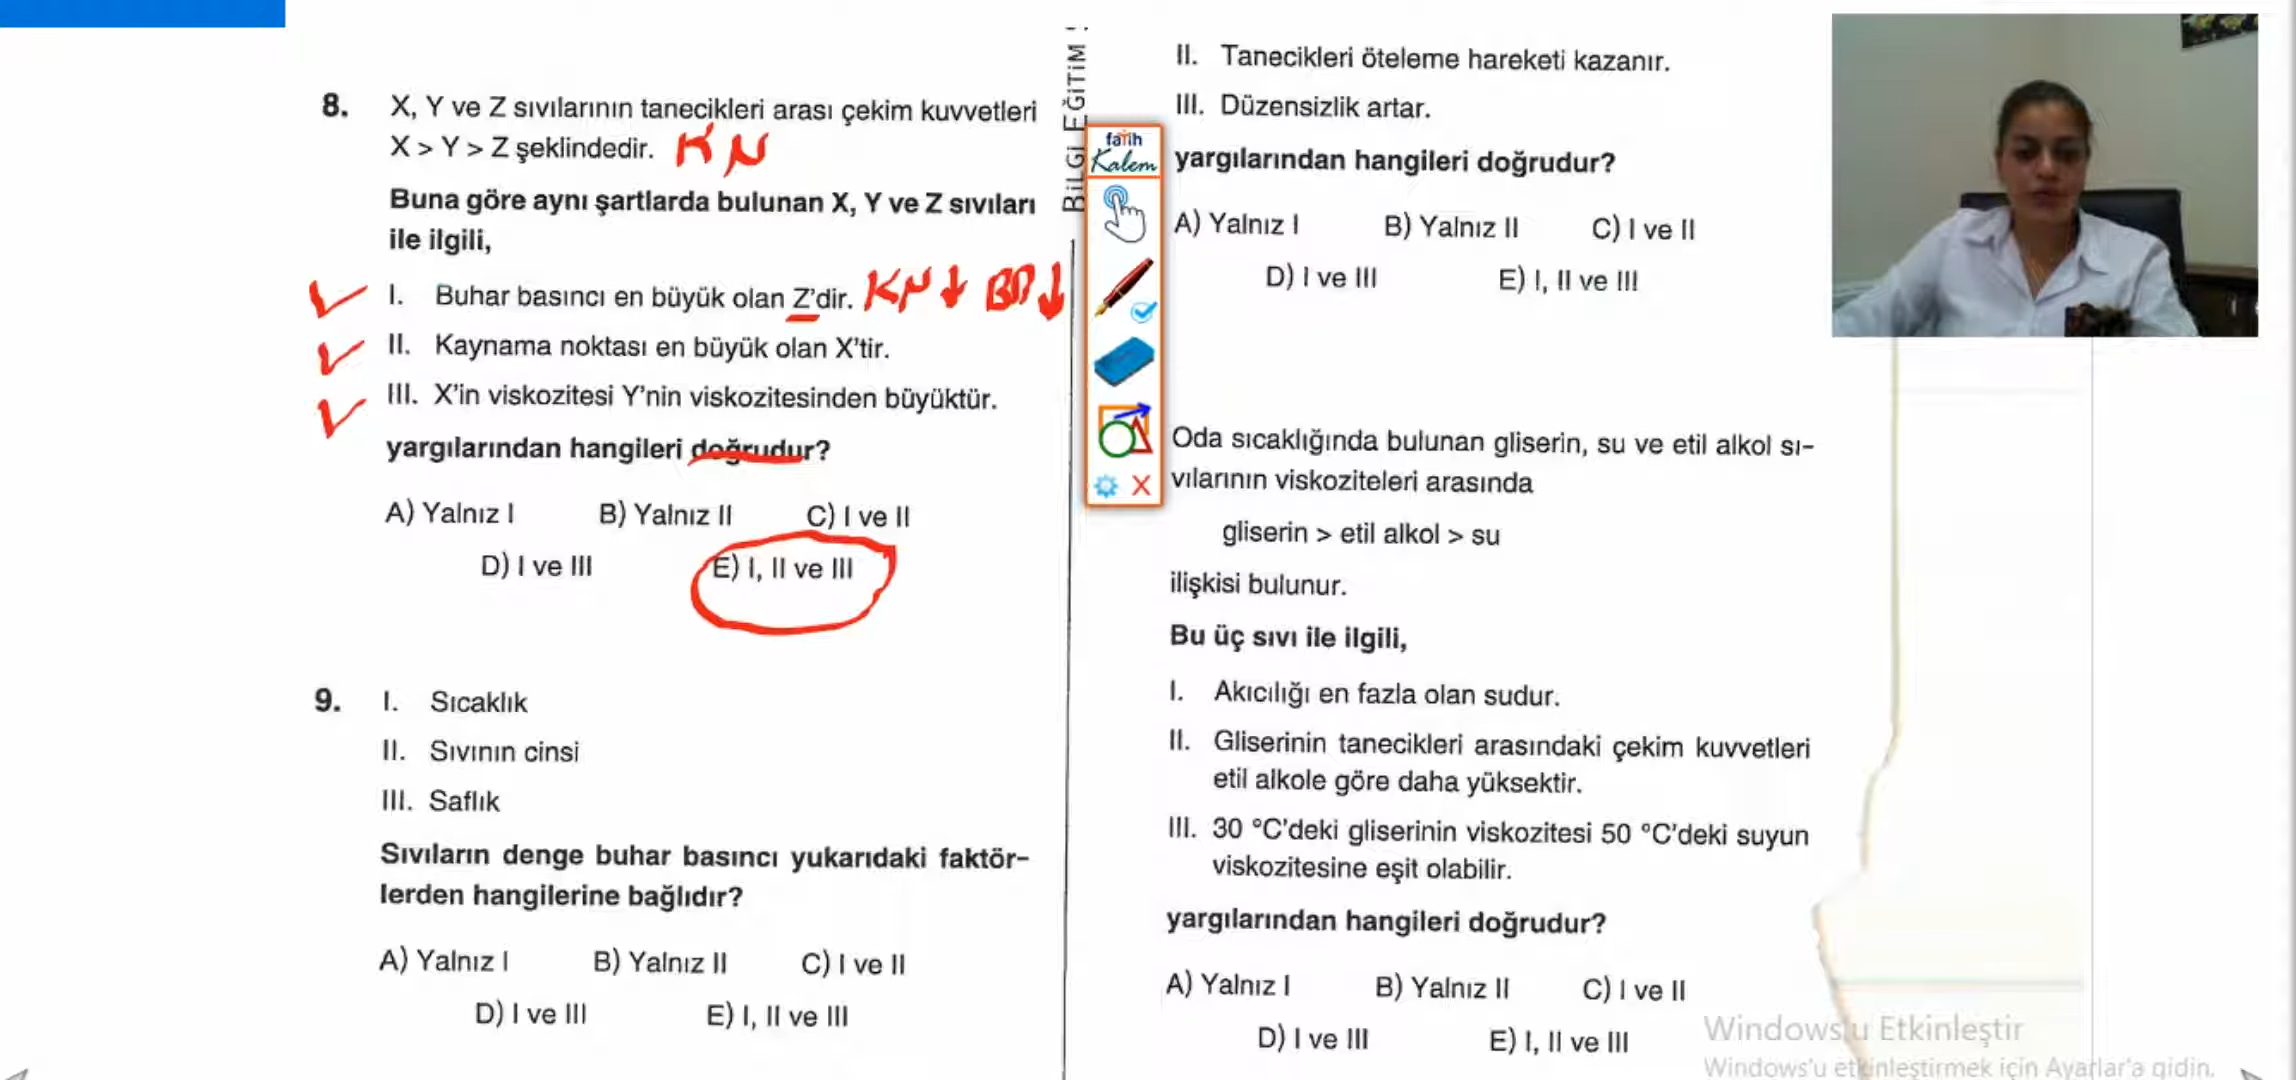 8. X, Y ve Z sıvılarının tanecikleri arası çekim kuvvetleri
X > Y > Z şeklindedir. KN
Buna göre aynı şartlarda bulunan X, Y ve Z sıvıları
ile ilgili,
I. Buhar basıncı en büyük olan Z'dir. KN↓ BB↓
II. Kaynama noktası en büyük olan X'tir.
III. X'in viskozitesi Y'nin viskozitesinden büyüktür.
yargılarından hangileri doğrudur?
A) Yalnız I B) Yalnız II C) I ve II
D) I ve III E) I, II ve III
9. I. Sıcaklık
II. Sıvının cinsi
III. Saflık
Sıvıların denge buhar basıncı yukarıdaki faktör-
lerden hangilerine bağlıdır?
A) Yalnız I B) Yalnız II C) I ve II
D) I ve III E) I, II ve III
BİLGİ EĞİTİM
fatih
Kalem
II. Tanecikleri öteleme hareketi kazanır.
III. Düzensizlik artar.
yargılarından hangileri doğrudur?
A) Yalnız I B) Yalnız II C) I ve II
D) I ve III E) I, II ve III
Oda sıcaklığında bulunan gliserin, su ve etil alkol sı-
vılarının viskoziteleri arasında
gliserin > etil alkol > su
ilişkisi bulunur.
Bu üç sıvı ile ilgili,
I. Akıcılığı en fazla olan sudur.
II. Gliserinin tanecikleri arasındaki çekim kuvvetleri
etil alkole göre daha yüksektir.
III. 30 °C'deki gliserinin viskozitesi 50 °C'deki suyun
viskozitesine eşit olabilir.
yargılarından hangileri doğrudur?
A) Yalnız I B) Yalnız II C) I ve II
D) I ve III E) I, II ve III
Windows'u Etkinleştir
Windows'u etkinleştirmek için Ayarlar'a gidin.